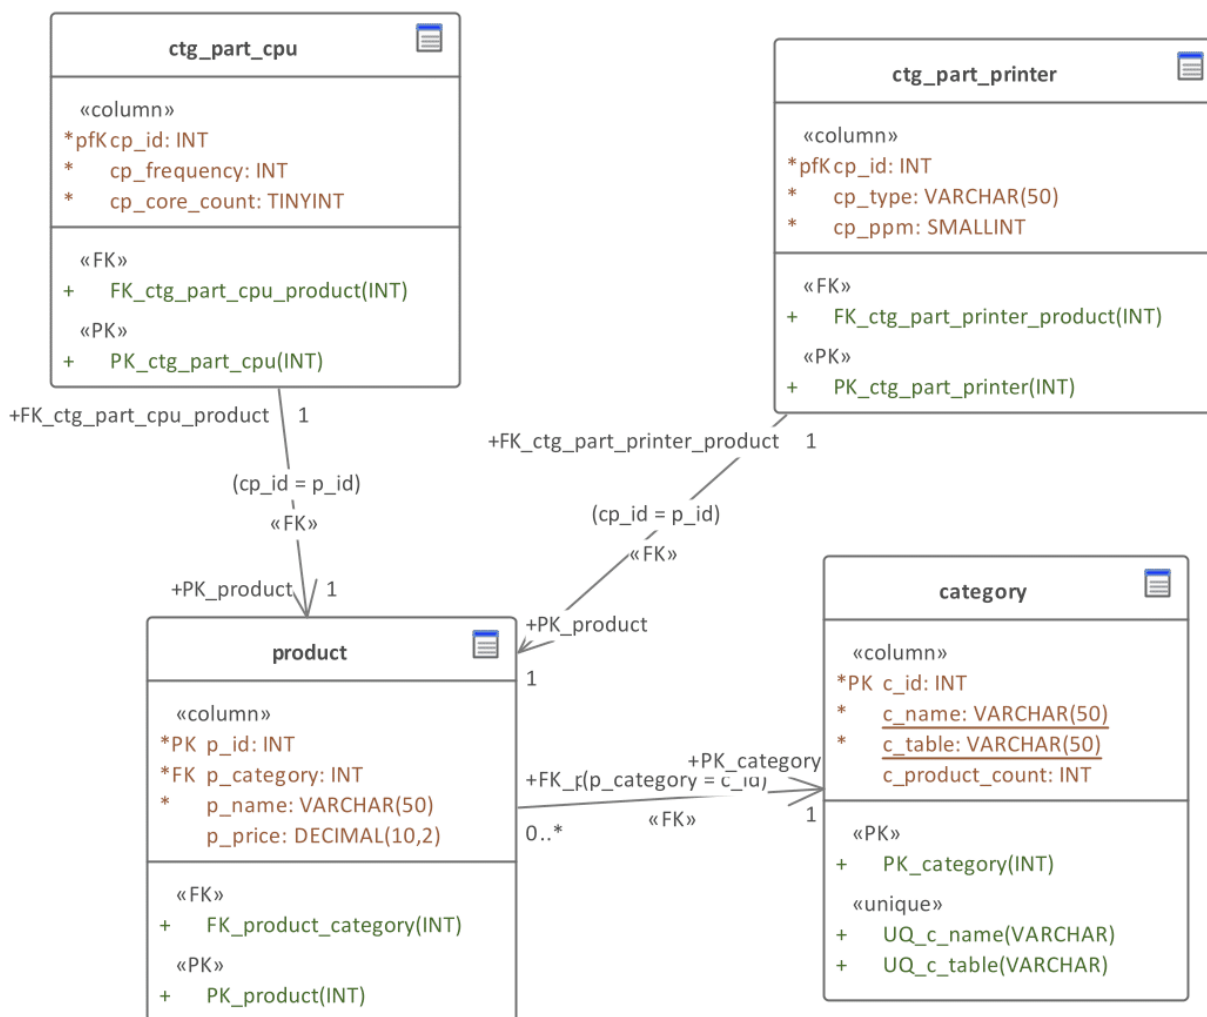 ctg_part_cpu
«column»
*pfK cp_id: INT
* cp_frequency: INT
* cp_core_count: TINYINT
«FK»
+ FK_ctg_part_cpu_product(INT)
«PK»
+ PK_ctg_part_cpu(INT)
ctg_part_printer
«column»
*pfK cp_id: INT
* cp_type: VARCHAR(50)
* cp_ppm: SMALLINT
«FK»
+ FK_ctg_part_printer_product(INT)
«PK»
+ PK_ctg_part_printer(INT)
+FK_ctg_part_cpu_product 1
(cp_id = p_id)
«FK»
+PK_product 1
+FK_ctg_part_printer_product 1
(cp_id = p_id)
«FK»
+PK_product
1
product
«column»
*PK p_id: INT
*FK p_category: INT
* p_name: VARCHAR(50)
p_price: DECIMAL(10,2)
«FK»
+ FK_product_category(INT)
«PK»
+ PK_product(INT)
+PK_category
+FK_p(p_category = c_id)
«FK»
1
0..*
category
«column»
*PK c_id: INT
* c_name: VARCHAR(50)
* c_table: VARCHAR(50)
c_product_count: INT
«PK»
+ PK_category(INT)
«unique»
+ UQ_c_name(VARCHAR)
+ UQ_c_table(VARCHAR)